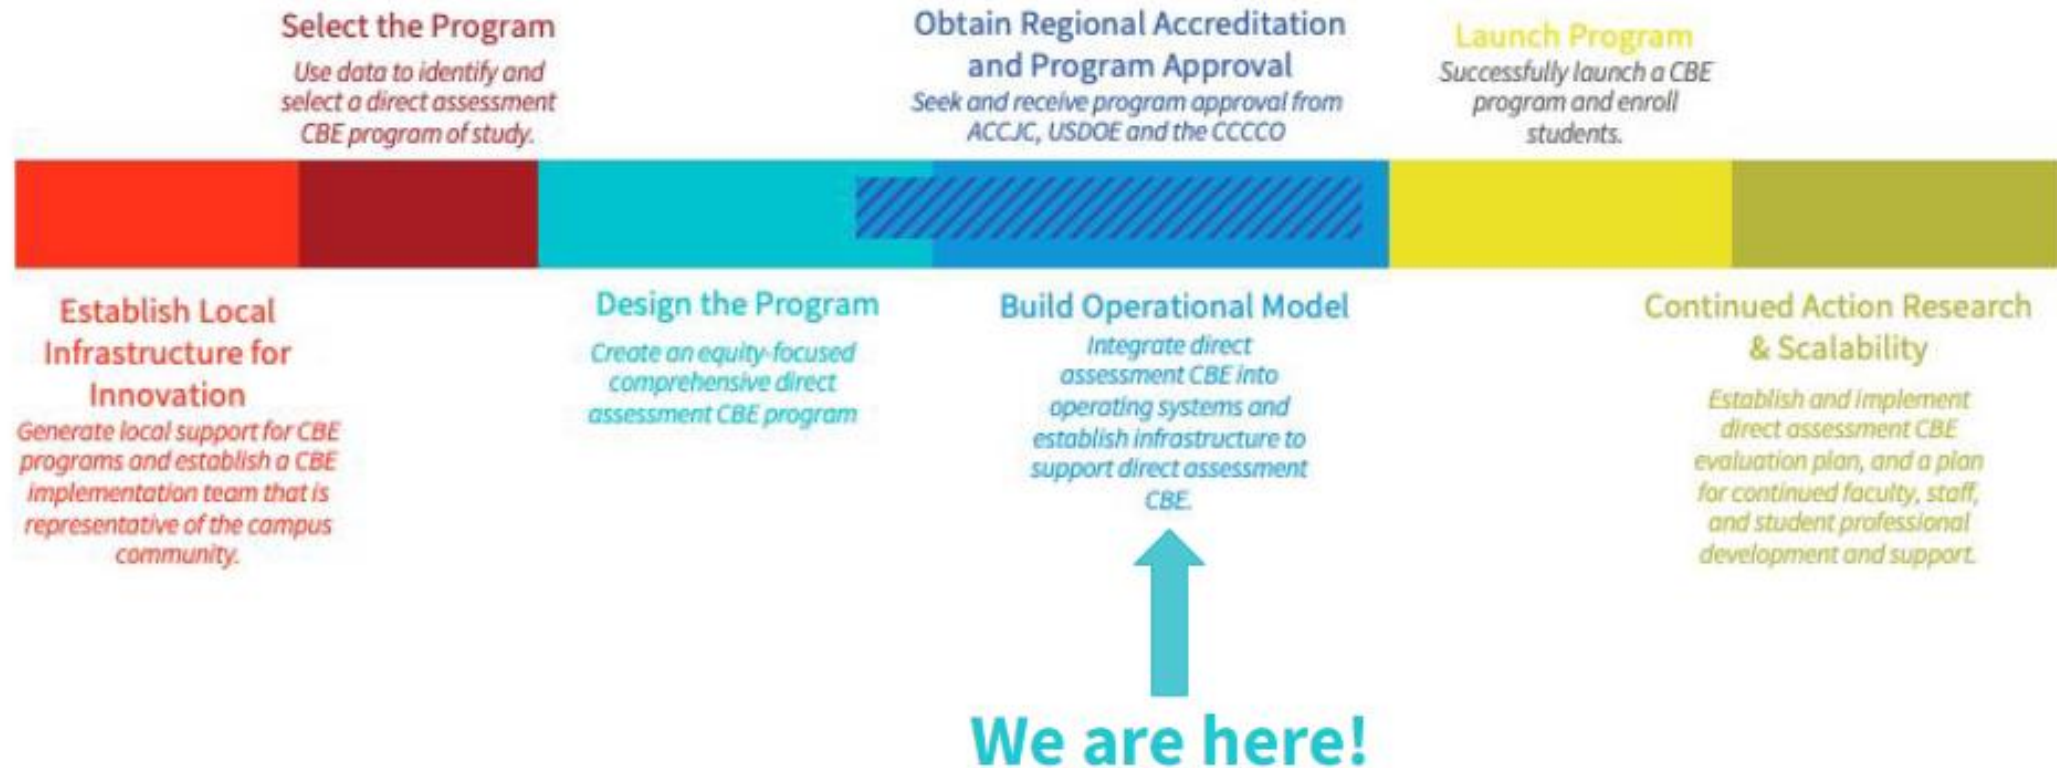 Select the Program
Use data to identify and
select a direct assessment
CBE program of study.
Obtain Regional Accreditation
and Program Approval
Seek and receive program approval from
ACCJC, USDOE and the CCCCO
Launch Program
Successfully launch a CBE
program and enroll
students.
Establish Local
Infrastructure for
Innovation
Generate local support for CBE
programs and establish a CBE
implementation team that is
representative of the campus
community.
Design the Program
Create an equity-focused
comprehensive direct
assessment CBE program
Build Operational Model
Integrate direct
assessment CBE into
operating systems and
establish infrastructure to
support direct assessment
CBE.
Continued Action Research
& Scalability
Establish and implement
direct assessment CBE
evaluation plan, and a plan
for continued faculty, staff,
and student professional
development and support.
We are here!